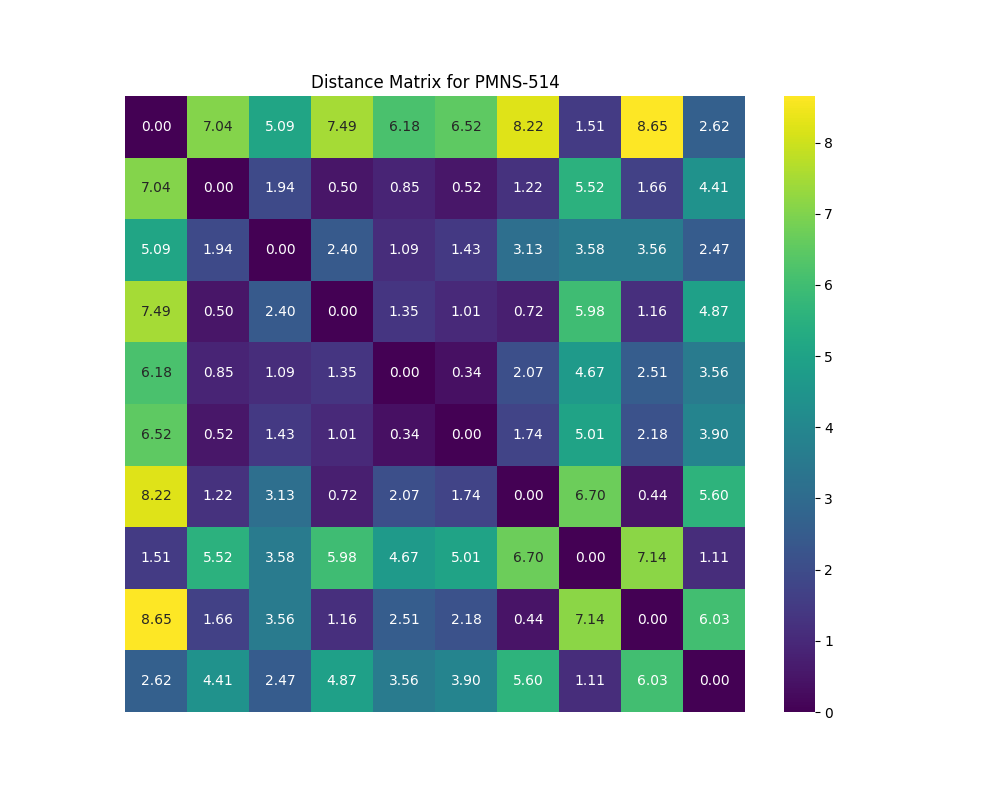 Distance Matrix for PMNS-514
0.00 7.04 5.09 7.49 6.18 6.52 8.22 1.51 8.65 2.62
7.04 0.00 1.94 0.50 0.85 0.52 1.22 5.52 1.66 4.41
5.09 1.94 0.00 2.40 1.09 1.43 3.13 3.58 3.56 2.47
7.49 0.50 2.40 0.00 1.35 1.01 0.72 5.98 1.16 4.87
6.18 0.85 1.09 1.35 0.00 0.34 2.07 4.67 2.51 3.56
6.52 0.52 1.43 1.01 0.34 0.00 1.74 5.01 2.18 3.90
8.22 1.22 3.13 0.72 2.07 1.74 0.00 6.70 0.44 5.60
1.51 5.52 3.58 5.98 4.67 5.01 6.70 0.00 7.14 1.11
8.65 1.66 3.56 1.16 2.51 2.18 0.44 7.14 0.00 6.03
2.62 4.41 2.47 4.87 3.56 3.90 5.60 1.11 6.03 0.00
8
7
6
5
4
3
2
1
0